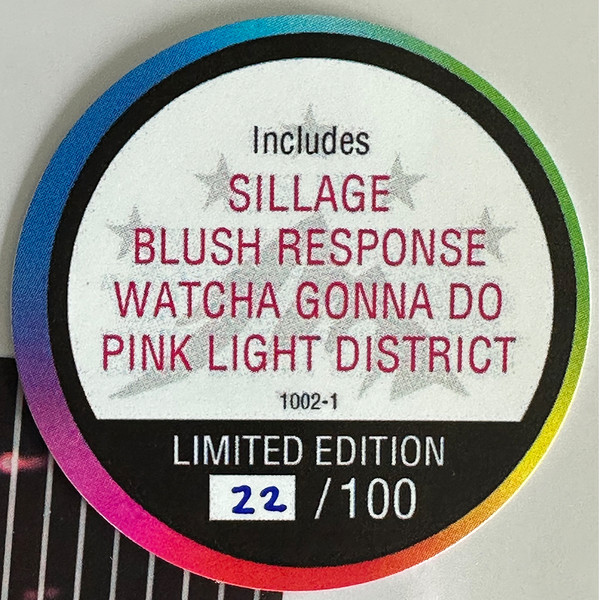 Includes
SILLAGE
BLUSH RESPONSE
WATCHA GONNA DO
PINK LIGHT DISTRICT
1002-1
LIMITED EDITION
22 /100